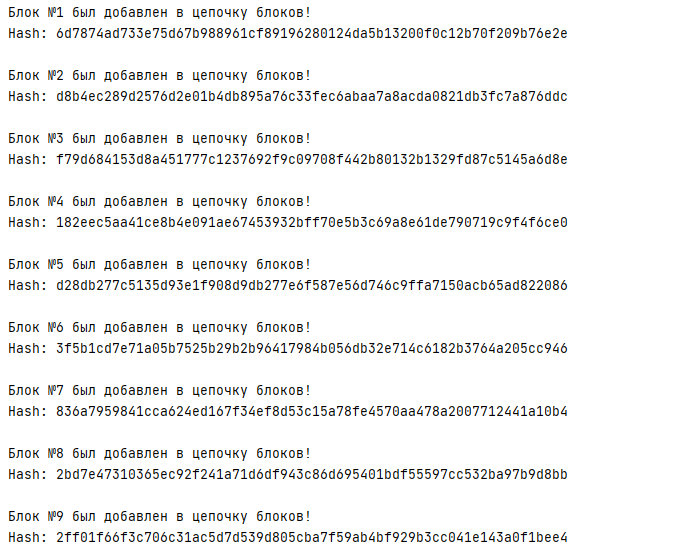 Блок №1 был добавлен в цепочку блоков!
Hash: 6d7874ad733e75d67b988961cf89196280124da5b13200f0c12b70f209b76e2e
Блок №2 был добавлен в цепочку блоков!
Hash: d8b4ec289d2576d2e01b4db895a76c33fec6abaa7a8acda0821db3fc7a876ddc
Блок №3 был добавлен в цепочку блоков!
Hash: f79d684153d8a451777c1237692f9c09708f442b80132b1329fd87c5145a6d8e
Блок №4 был добавлен в цепочку блоков!
Hash: 182eec5aa41ce8b4e091ae67453932bff70e5b3c69a8e61de790719c9f4f6ce0
Блок №5 был добавлен в цепочку блоков!
Hash: d28db277c5135d93e1f908d9db277e6f587e56d746c9ffa7150acb65ad822086
Блок №6 был добавлен в цепочку блоков!
Hash: 3f5b1cd7e71a05b7525b29b2b96417984b056db32e714c6182b3764a205cc946
Блок №7 был добавлен в цепочку блоков!
Hash: 836a7959841cca624ed167f34ef8d53c15a78fe4570aa478a2007712441a10b4
Блок №8 был добавлен в цепочку блоков!
Hash: 2bd7e47310365ec92f241a71d6df943c86d695401bdf55597cc532ba97b9d8bb
Блок №9 был добавлен в цепочку блоков!
Hash: 2ff01f66f3c706c31ac5d7d539d805cba7f59ab4bf929b3cc041e143a0f1bee4